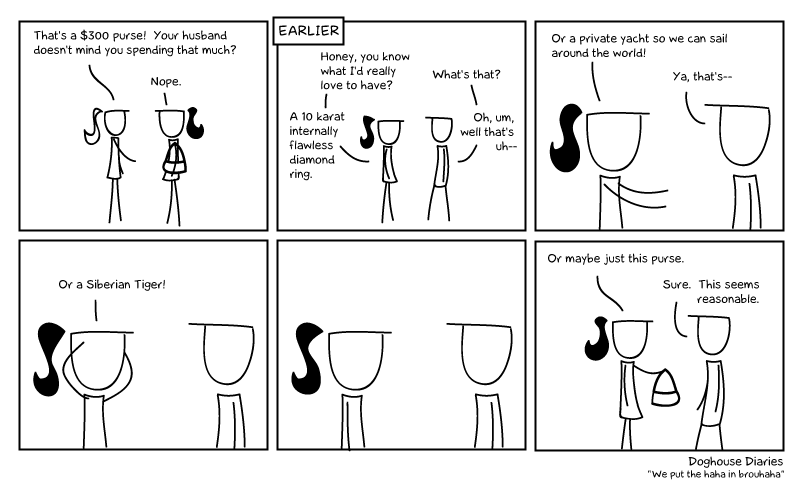 That's a $300 purse!  Your husband
doesn't mind you spending that much?
Nope.
EARLIER
Honey, you know
what I'd really
love to have?
What's that?
A 10 karat
internally
flawless
diamond
ring.
Oh, um,
well that's
uh--
Or a private yacht so we can sail
around the world!
Ya, that's--
Or a Siberian Tiger!
Or maybe just this purse.
Sure.  This seems
reasonable.
Doghouse Diaries
"We put the haha in brouhaha"